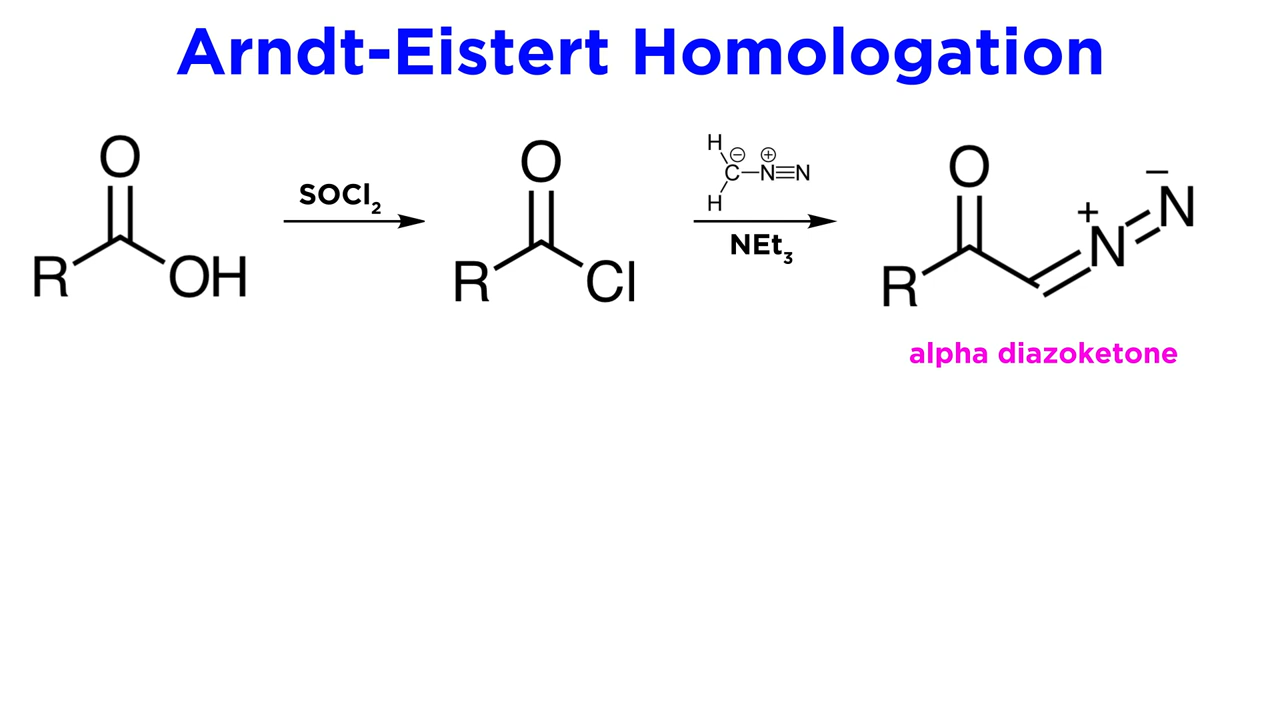 Arndt-Eistert Homologation
O
R
OH
SOCl₂
O
R
Cl
H
⊖ ⊕
C–N≡N
H
NEt₃
O
R
+
N
−
N
alpha diazoketone